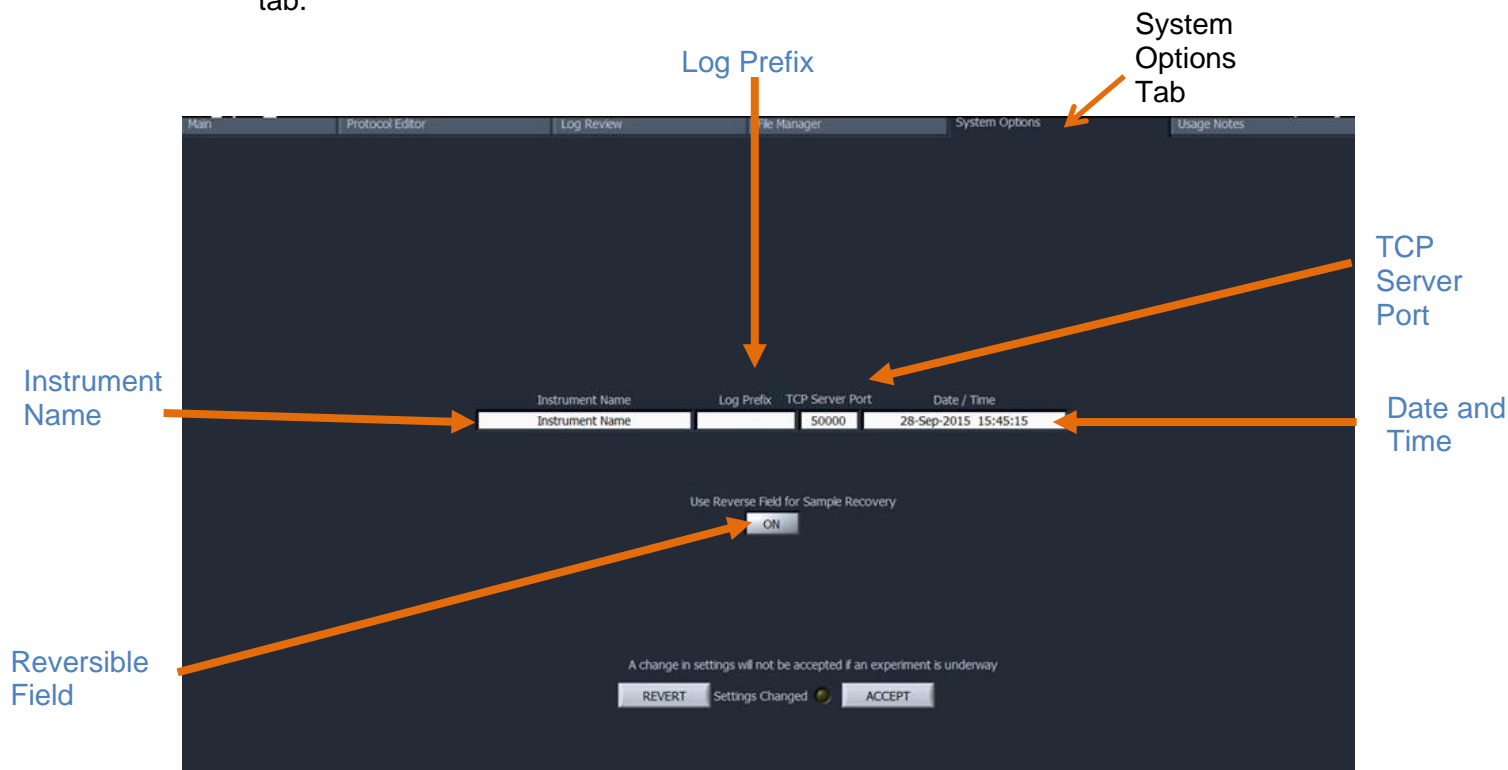 tab.
System
Options
Tab
Log Prefix
Main Protocol Editor Log Review File Manager System Options Usage Notes
TCP
Server
Port
Instrument
Name
Instrument Name Log Prefix TCP Server Port Date / Time
Instrument Name 50000 28-Sep-2015 15:45:15
Date and
Time
Use Reverse Field for Sample Recovery
ON
Reversible
Field
A change in settings will not be accepted if an experiment is underway
REVERT Settings Changed ACCEPT